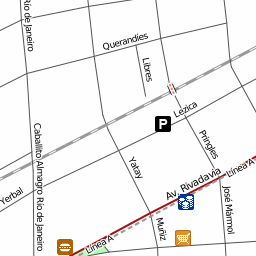 Río de Janeiro
Querandíes
Libres
Lezica
Pringles
Caballito Almagro Río de Janeiro
Yatay
Yerbal
Av. Rivadavia
Línea A
José Mármol
Muñiz
Línea A
P